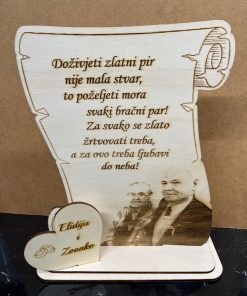 Doživjeti zlatni pir
nije mala stvar,
to poželjeti mora
svaki bračni par!
Za svako se zlato
žrtvovati treba,
a za ovo treba ljubavi
do neba!
i
Zvonko